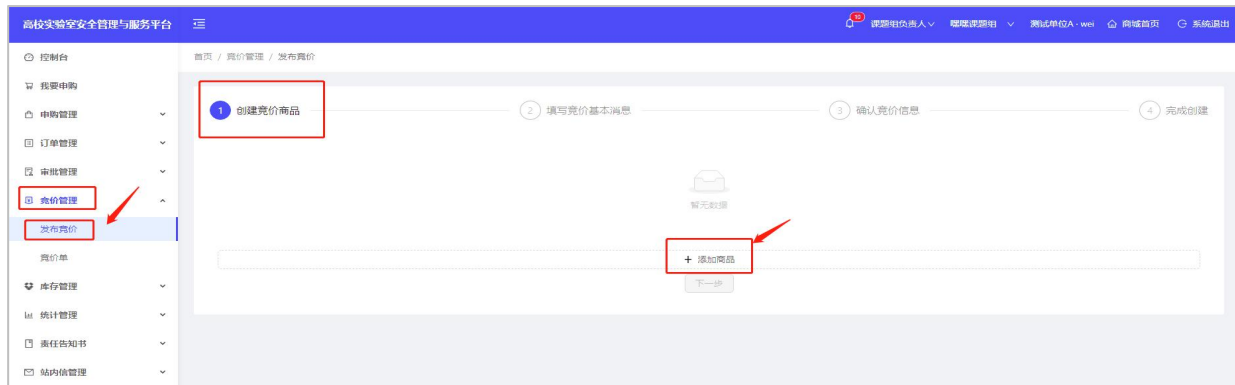 高校实验室安全管理与服务平台
10 课题组负责人 嘿嘿课题组 测试单位A - wei 商城首页 系统退出
控制台
首页 / 竞价管理 / 发布竞价
我要申购
申购管理
1 创建竞价商品
2 填写竞价基本消息
3 确认竞价信息
4 完成创建
订单管理
审批管理
竞价管理
暂无数据
发布竞价
竞价单
+ 添加商品
下一步
库存管理
统计管理
责任告知书
站内信管理